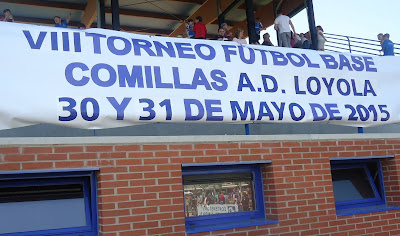 VIII TORNEO FUTBOL BASE
COMILLAS A.D. LOYOLA
30 Y 31 DE MAYO DE 2015